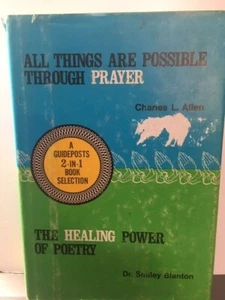 ALL THINGS ARE POSSIBLE
THROUGH PRAYER
Charles L. Allen
A
GUIDEPOSTS
2-IN-1
BOOK
SELECTION
THE HEALING POWER
OF POETRY
Dr. Smiley Blanton